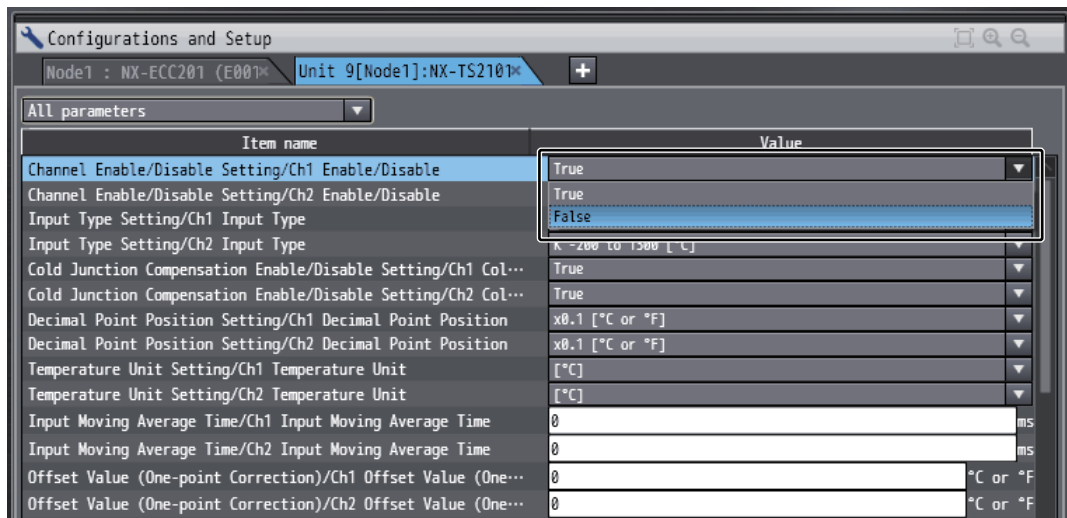 Configurations and Setup
Node1 : NX-ECC201 (E001× Unit 9[Node1]:NX-TS2101×
All parameters
Item name Value
Channel Enable/Disable Setting/Ch1 Enable/Disable True
Channel Enable/Disable Setting/Ch2 Enable/Disable True
Input Type Setting/Ch1 Input Type False
Input Type Setting/Ch2 Input Type K -200 to 1300 [°C]
Cold Junction Compensation Enable/Disable Setting/Ch1 Col··· True
Cold Junction Compensation Enable/Disable Setting/Ch2 Col··· True
Decimal Point Position Setting/Ch1 Decimal Point Position x0.1 [°C or °F]
Decimal Point Position Setting/Ch2 Decimal Point Position x0.1 [°C or °F]
Temperature Unit Setting/Ch1 Temperature Unit [°C]
Temperature Unit Setting/Ch2 Temperature Unit [°C]
Input Moving Average Time/Ch1 Input Moving Average Time 0 ms
Input Moving Average Time/Ch2 Input Moving Average Time 0 ms
Offset Value (One-point Correction)/Ch1 Offset Value (One··· 0 °C or °F
Offset Value (One-point Correction)/Ch2 Offset Value (One··· 0 °C or °F